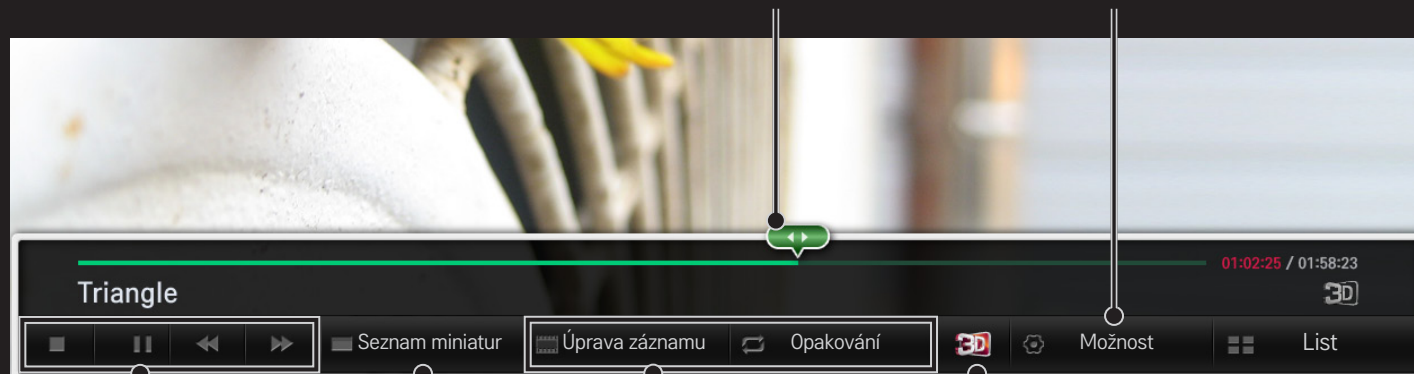 01:02:25 / 01:58:23
Triangle
3D
Seznam miniatur Úprava záznamu Opakování 3D Možnost List